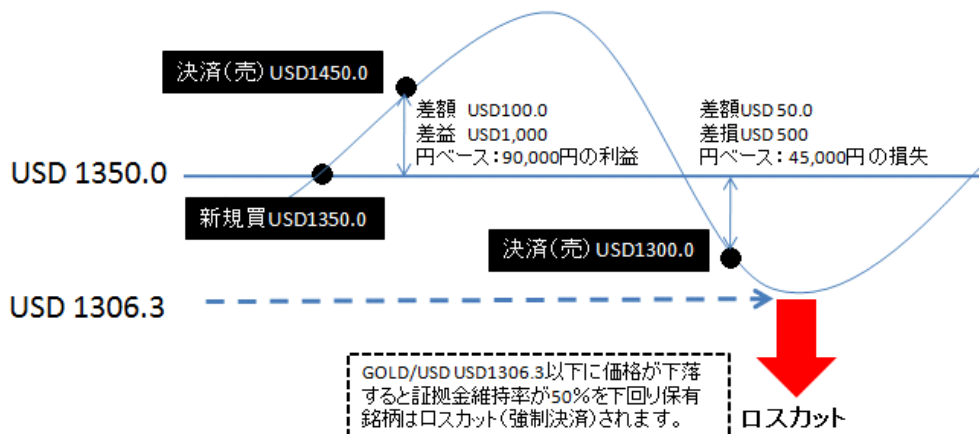 決済(売) USD1450.0
差額 USD100.0
差益 USD1,000
円ベース：90,000円の利益
差額USD 50.0
差損USD 500
円ベース： 45,000円の損失
USD 1350.0
新規買USD1350.0
決済(売) USD1300.0
USD 1306.3
GOLD/USD USD1306.3以下に価格が下落
すると証拠金維持率が50%を下回り保有
銘柄はロスカット(強制決済)されます。
ロスカット